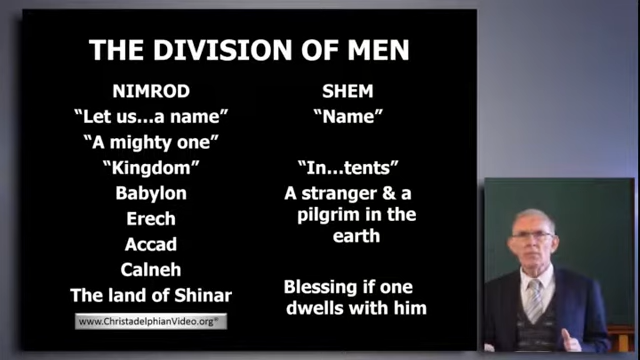 THE DIVISION OF MEN
NIMROD
"Let us...a name"
"A mighty one"
"Kingdom"
Babylon
Erech
Accad
Calneh
The land of Shinar
www.ChristadelphianVideo.org"
SHEM
"Name"
"In...tents"
A stranger & a
pilgrim in the
earth
Blessing if one
dwells with him